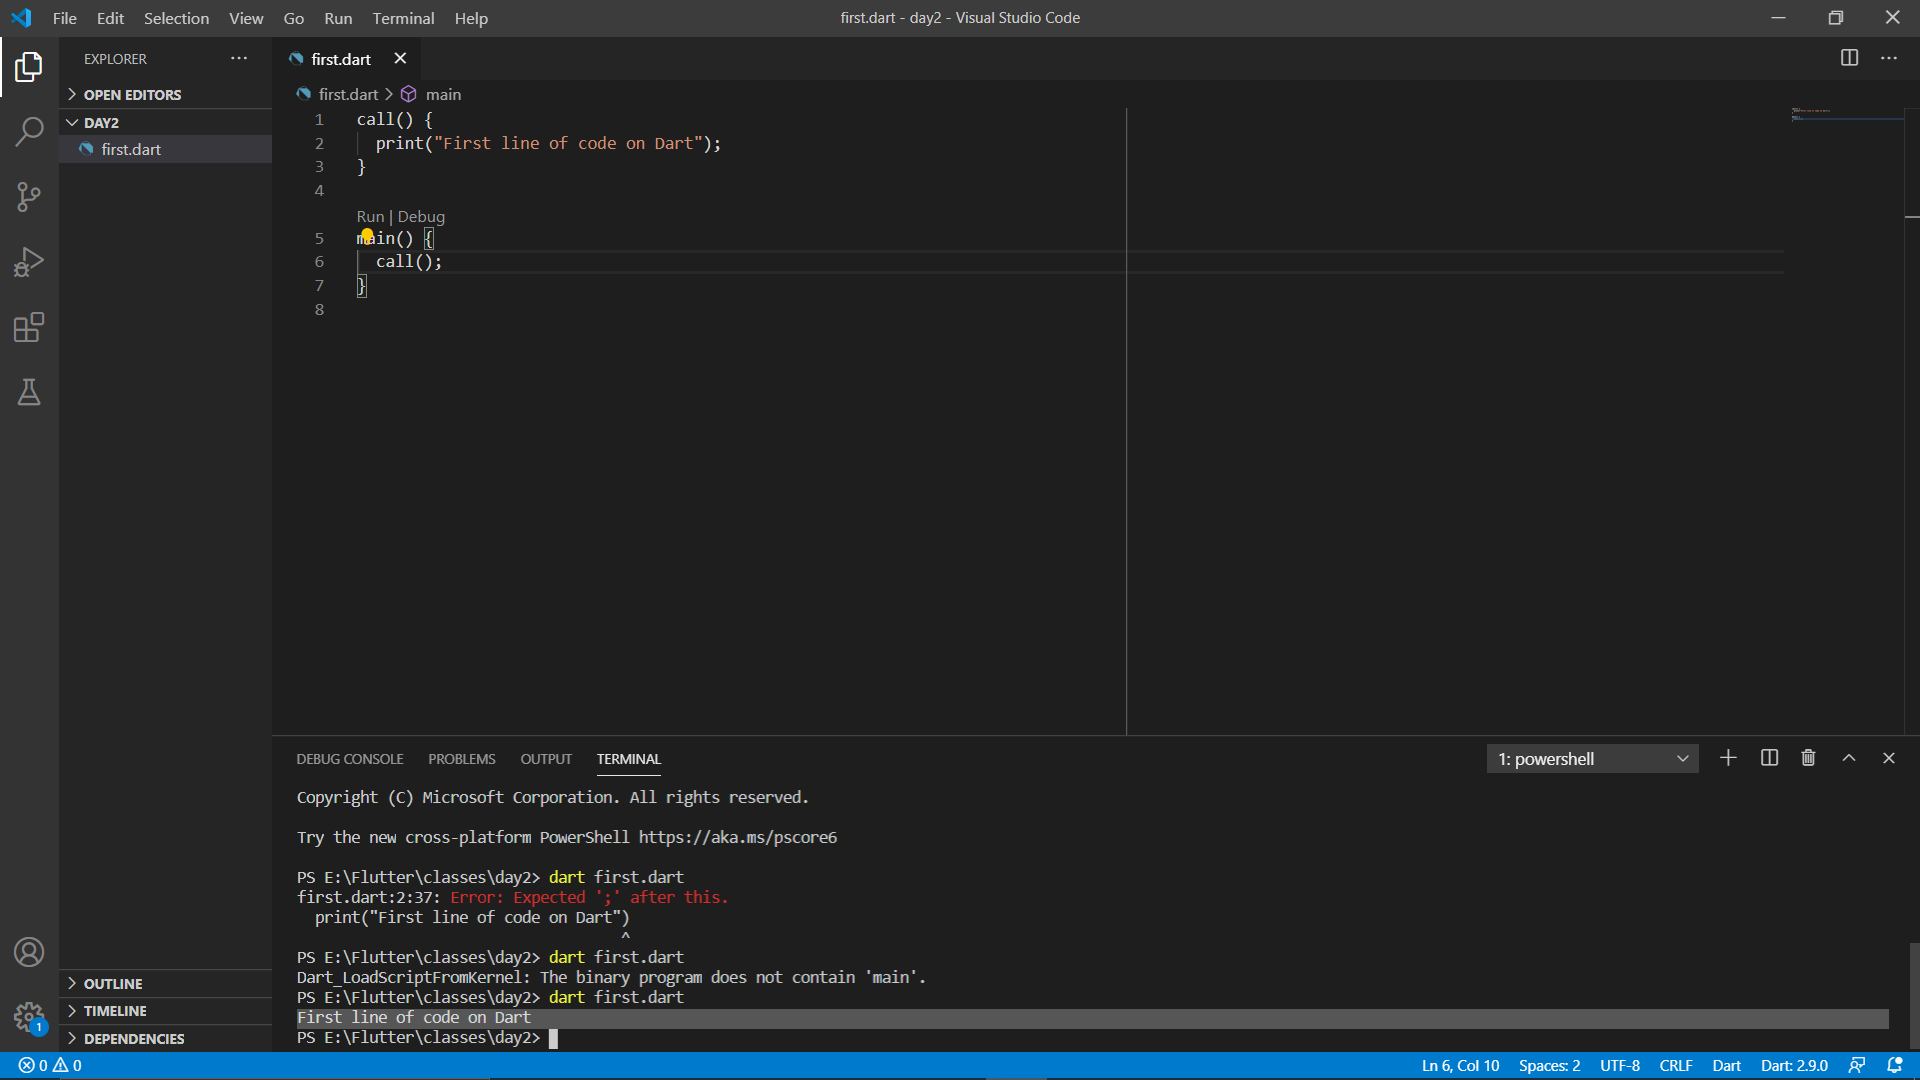 File Edit Selection View Go Run Terminal Help
first.dart - day2 - Visual Studio Code
EXPLORER
OPEN EDITORS
DAY2
first.dart
first.dart
first.dart > main
1 call() {
2 print("First line of code on Dart");
3 }
4
Run | Debug
5 main() {
6 call();
7 }
8
OUTLINE
TIMELINE
DEPENDENCIES
1
DEBUG CONSOLE PROBLEMS OUTPUT TERMINAL
1: powershell
Copyright (C) Microsoft Corporation. All rights reserved.
Try the new cross-platform PowerShell https://aka.ms/pscore6
PS E:\Flutter\classes\day2> dart first.dart
first.dart:2:37: Error: Expected ';' after this.
print("First line of code on Dart")
^
PS E:\Flutter\classes\day2> dart first.dart
Dart_LoadScriptFromKernel: The binary program does not contain 'main'.
PS E:\Flutter\classes\day2> dart first.dart
First line of code on Dart
PS E:\Flutter\classes\day2>
0 0
Ln 6, Col 10 Spaces: 2 UTF-8 CRLF Dart Dart: 2.9.0